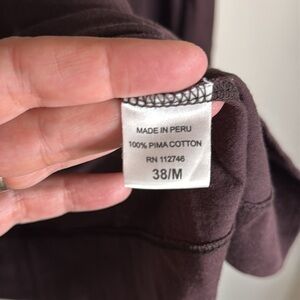 MADE IN PERU
100% PIMA COTTON
RN 112746
38/M